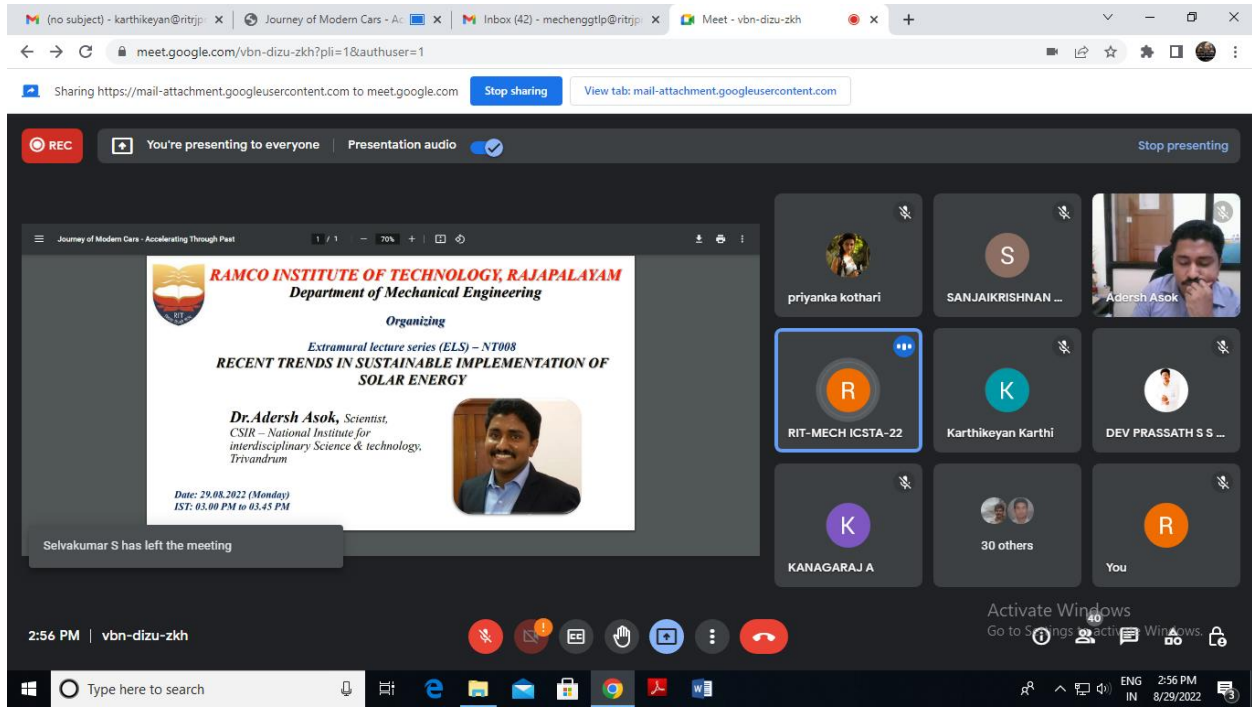 (no subject) - karthikeyan@ritrjp
Journey of Modern Cars - Ac
Inbox (42) - mechenggtlp@ritrjp
Meet - vbn-dizu-zkh
meet.google.com/vbn-dizu-zkh?pli=1&authuser=1
Sharing https://mail-attachment.googleusercontent.com to meet.google.com
Stop sharing
View tab: mail-attachment.googleusercontent.com
REC
You're presenting to everyone
Presentation audio
Stop presenting
Journey of Modern Cars - Accelerating Through Past
1 / 1
70%
RIT
RAMCO INSTITUTE OF TECHNOLOGY, RAJAPALAYAM
Department of Mechanical Engineering
Organizing
Extramural lecture series (ELS) – NT008
RECENT TRENDS IN SUSTAINABLE IMPLEMENTATION OF
SOLAR ENERGY
Dr.Adersh Asok, Scientist,
CSIR – National Institute for
interdisciplinary Science & technology,
Trivandrum
Date: 29.08.2022 (Monday)
IST: 03.00 PM to 03.45 PM
Selvakumar S has left the meeting
priyanka kothari
S
SANJAIKRISHNAN ...
Adersh Asok
R
RIT-MECH ICSTA-22
K
Karthikeyan Karthi
DEV PRASSATH S S ...
K
KANAGARAJ A
30 others
R
You
2:56 PM | vbn-dizu-zkh
CC
40
Activate Windows
Go to Settings to activate Windows.
Type here to search
ENG
IN
2:56 PM
8/29/2022
3